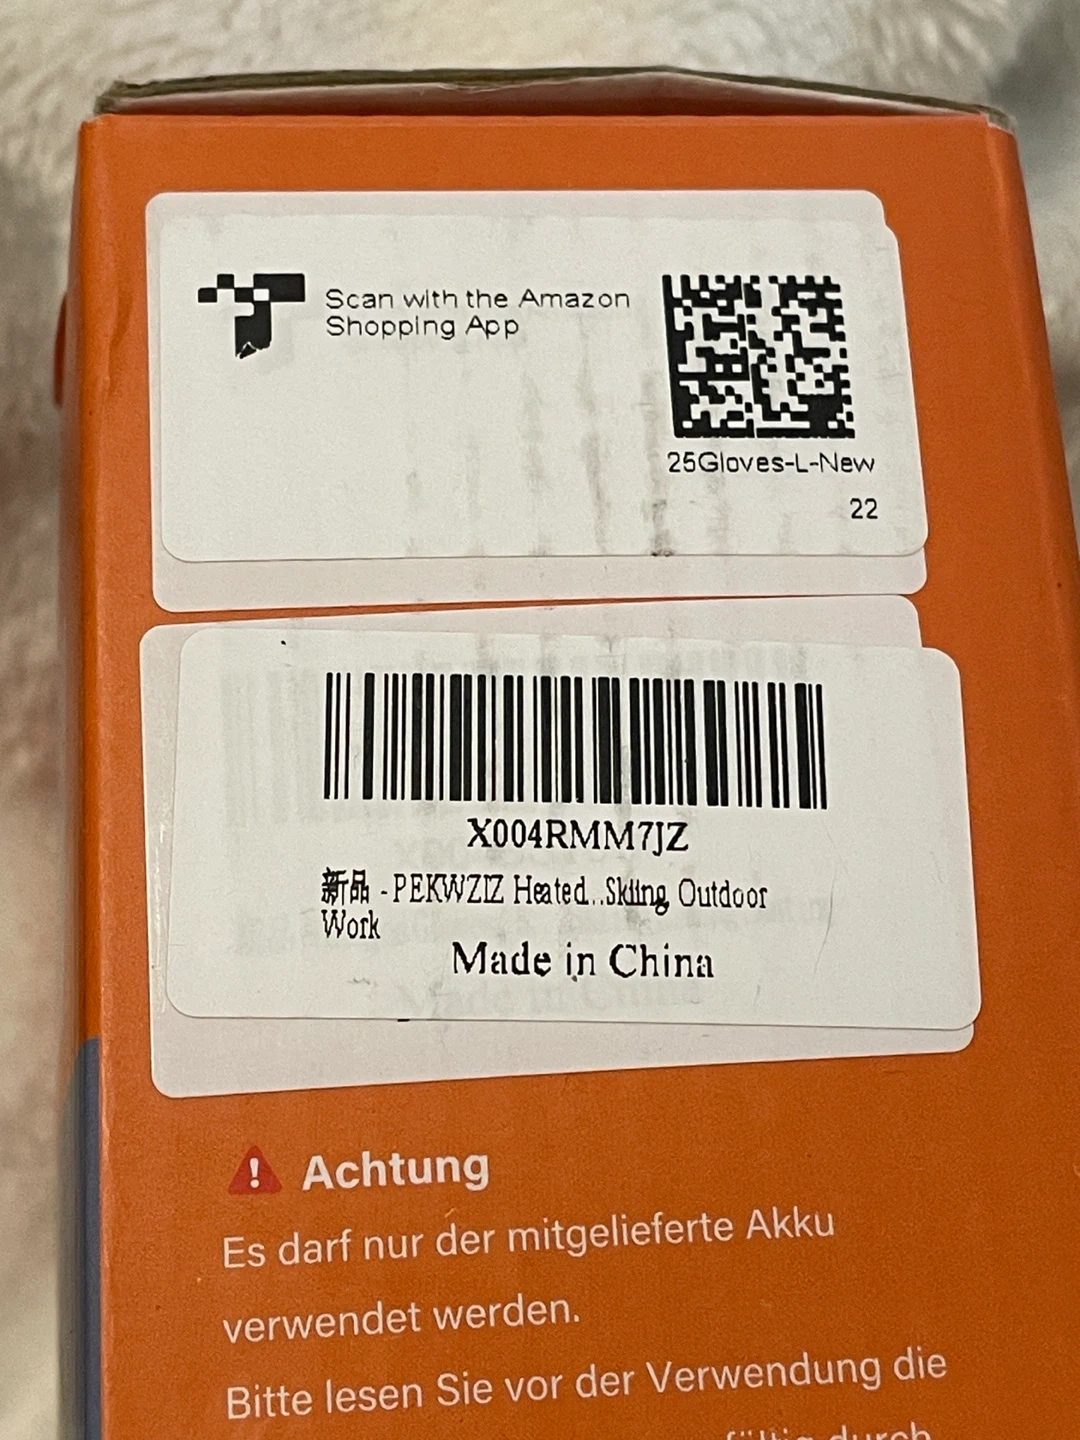 Scan with the Amazon
Shopping App
25Gloves-L-New
22
X004RMM7JZ
新品 -PEKWZIZ Heated..Skiing, Outdoor
Work
Made in China
Achtung
Es darf nur der mitgelieferte Akku
verwendet werden.
Bitte lesen Sie vor der Verwendung die
durch